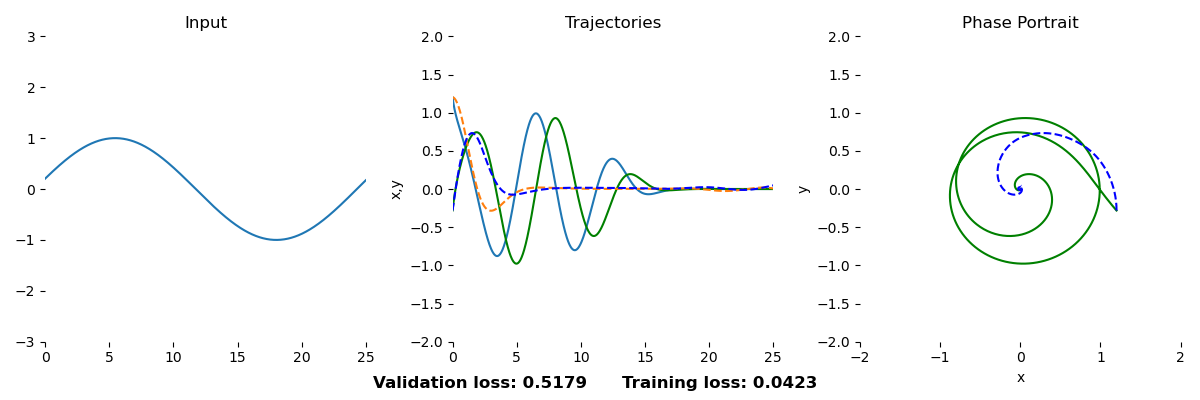 Input
3
2
1
0
−1
−2
−3
0 5 10 15 20 25
Trajectories
x,y
2.0
1.5
1.0
0.5
0.0
−0.5
−1.0
−1.5
−2.0
0 5 10 15 20 25
Phase Portrait
y
2.0
1.5
1.0
0.5
0.0
−0.5
−1.0
−1.5
−2.0
−2 −1 0 1 2
x
Validation loss: 0.5179 Training loss: 0.0423